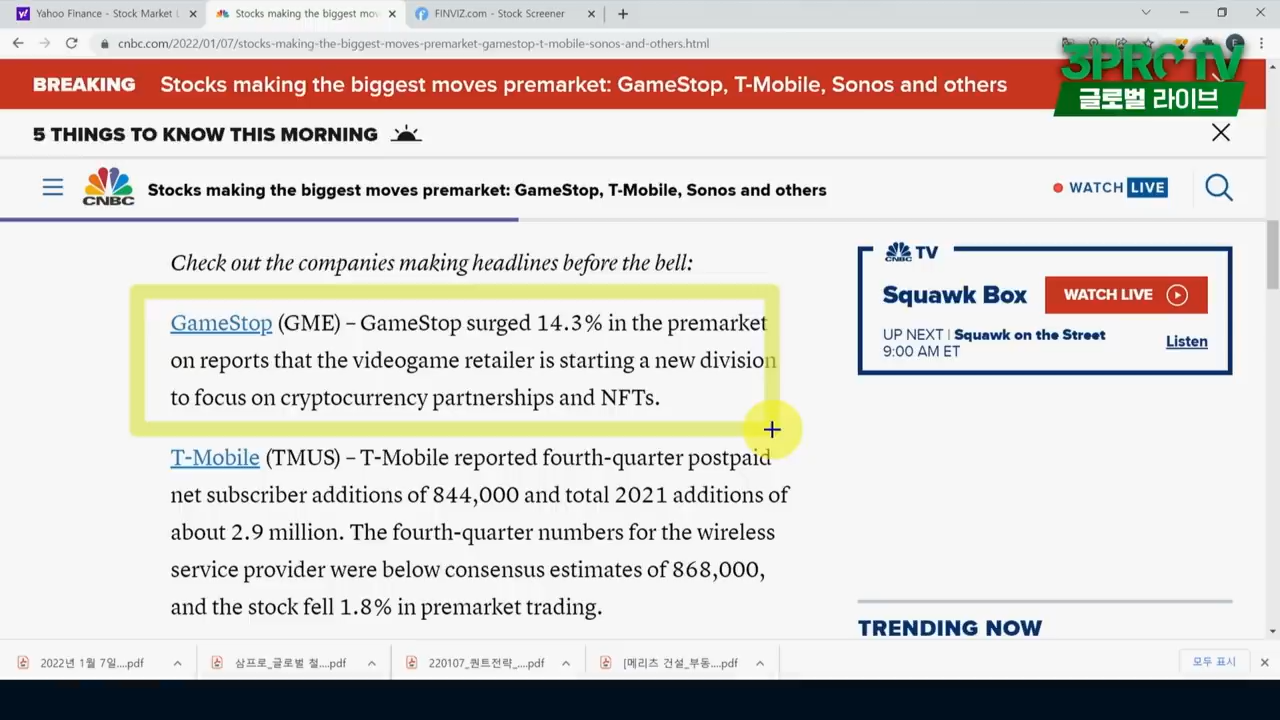 Yahoo Finance - Stock Market L
Stocks making the biggest mov
FINVIZ.com - Stock Screener
cnbc.com/2022/01/07/stocks-making-the-biggest-moves-premarket-gamestop-t-mobile-sonos-and-others.html
3PRO TV
글로벌 라이브
BREAKING Stocks making the biggest moves premarket: GameStop, T-Mobile, Sonos and others
5 THINGS TO KNOW THIS MORNING
CNBC
Stocks making the biggest moves premarket: GameStop, T-Mobile, Sonos and others
WATCH LIVE
Check out the companies making headlines before the bell:
GameStop (GME) – GameStop surged 14.3% in the premarket
on reports that the videogame retailer is starting a new division
to focus on cryptocurrency partnerships and NFTs.
T-Mobile (TMUS) – T-Mobile reported fourth-quarter postpaid
net subscriber additions of 844,000 and total 2021 additions of
about 2.9 million. The fourth-quarter numbers for the wireless
service provider were below consensus estimates of 868,000,
and the stock fell 1.8% in premarket trading.
CNBC TV
Squawk Box
WATCH LIVE
UP NEXT | Squawk on the Street
9:00 AM ET
Listen
TRENDING NOW
2022년 1월 7일....pdf
삼프로_글로벌 철....pdf
220107_퀀트전략_....pdf
[메리츠 건설_부동....pdf
모두 표시